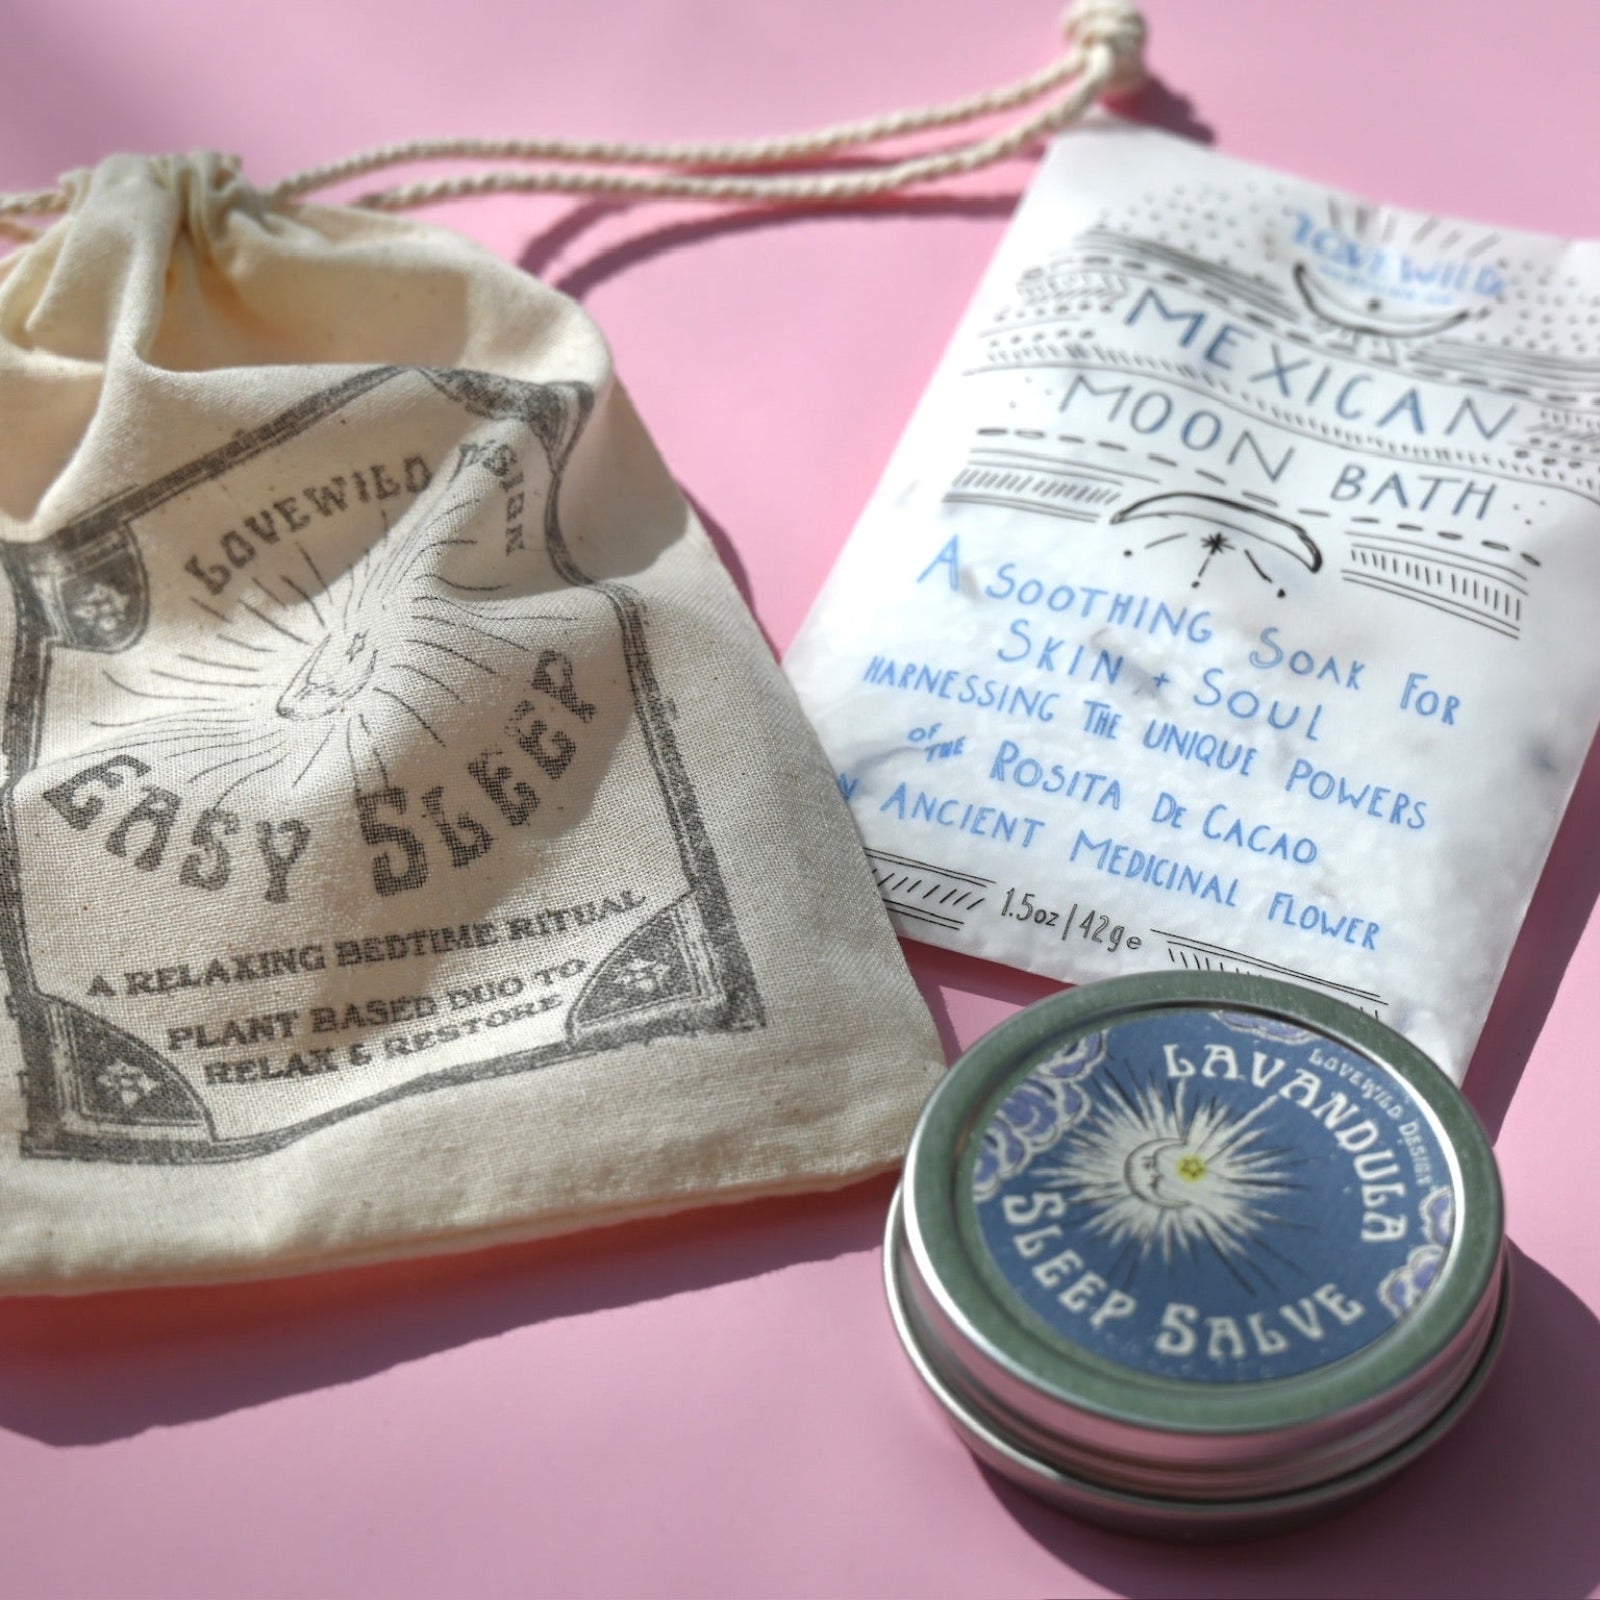 LOVEWILD DESIGN
EASY SLEEP
A RELAXING BEDTIME RITUAL
PLANT BASED DUO TO
RELAX & RESTORE
LOVEWILD
MEXICAN
MOON BATH
A SOOTHING SOAK FOR
SKIN + SOUL
HARNESSING THE UNIQUE POWERS
OF THE ROSITA DE CACAO
ANCIENT MEDICINAL FLOWER
1.5oz | 42g e
LAVANDULA
LOVEWILD DESIGN
SLEEP SALVE